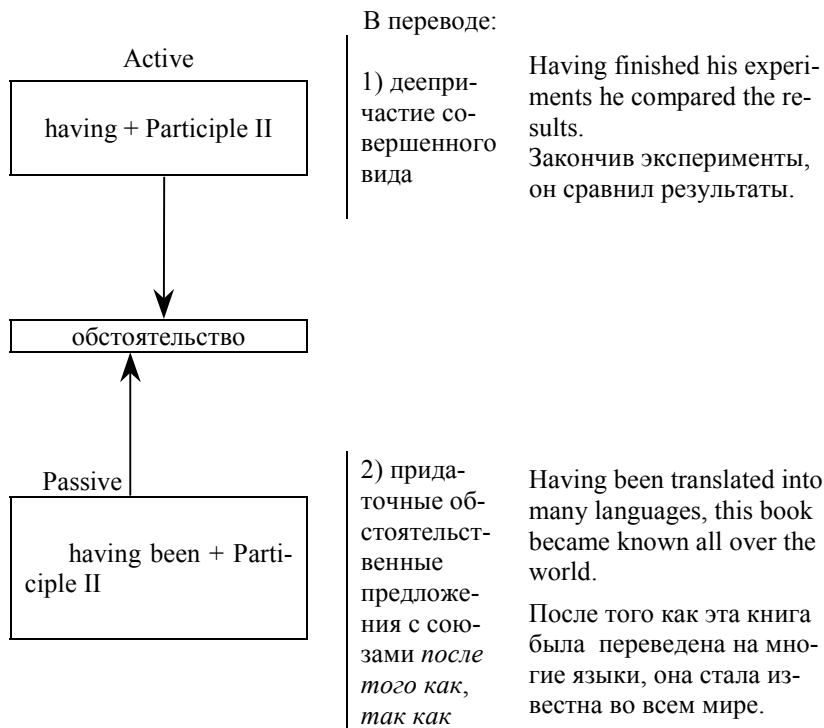 В переводе:
Active
having + Participle II
1) деепри-
частие со-
вершенного
вида
Having finished his experi-
ments he compared the re-
sults.
Закончив эксперименты,
он сравнил результаты.
обстоятельство
Passive
having been + Parti-
ciple II
2) прида-
точные об-
стоятельст-
венные
предложе-
ния с сою-
зами после
того как,
так как
Having been translated into
many languages, this book
became known all over the
world.
После того как эта книга
была переведена на мно-
гие языки, она стала из-
вестна во всем мире.